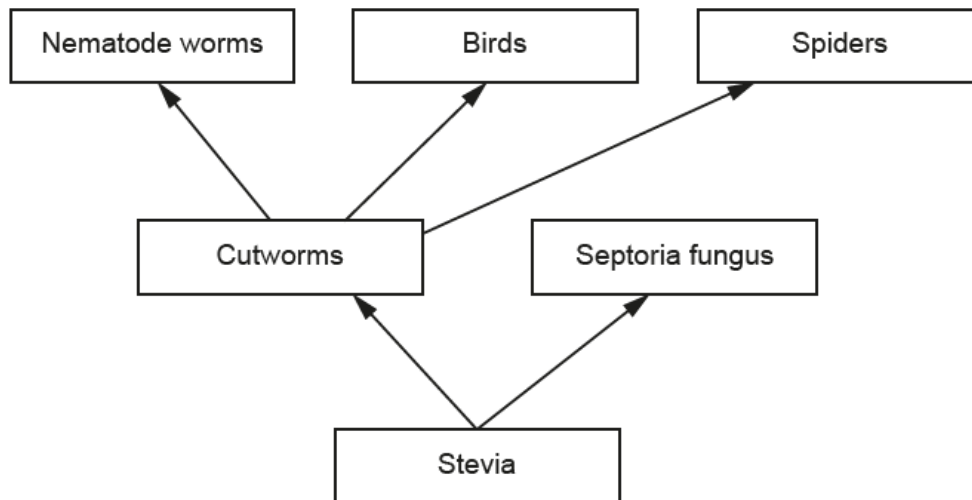 Nematode worms
Birds
Spiders
Cutworms
Septoria fungus
Stevia